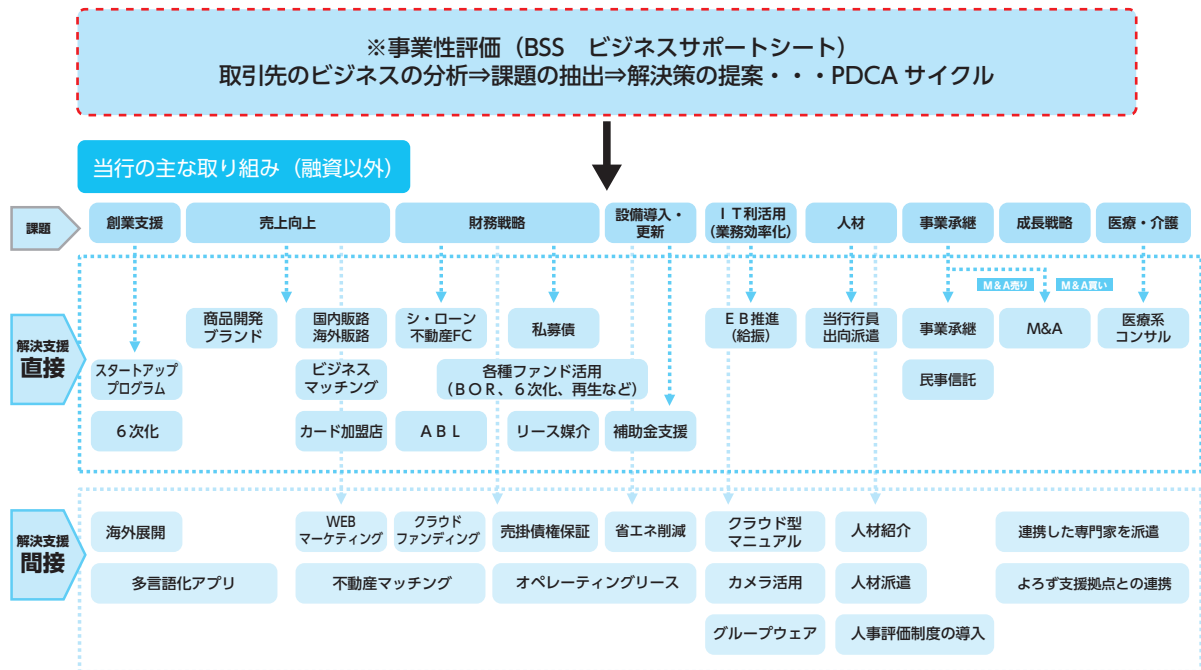 ※事業性評価（BSS　ビジネスサポートシート）
取引先のビジネスの分析⇒課題の抽出⇒解決策の提案・・・PDCA サイクル
当行の主な取り組み（融資以外）
課題
創業支援
売上向上
財務戦略
設備導入・
更新
ＩＴ利活用
（業務効率化）
人材
事業承継
成長戦略
医療・介護
M＆A売り
M＆A買い
解決支援
直接
商品開発
ブランド
国内販路
海外販路
シ・ローン
不動産FC
私募債
ＥＢ推進
（給振）
当行行員
出向派遣
事業承継
M&A
医療系
コンサル
スタートアップ
プログラム
ビジネス
マッチング
各種ファンド活用
（ＢＯＲ、６次化、再生など）
民事信託
６次化
カード加盟店
ＡＢＬ
リース媒介
補助金支援
解決支援
間接
海外展開
WEB
マーケティング
クラウド
ファンディング
売掛債権保証
省エネ削減
クラウド型
マニュアル
人材紹介
連携した専門家を派遣
多言語化アプリ
不動産マッチング
オペレーティングリース
カメラ活用
人材派遣
よろず支援拠点との連携
グループウェア
人事評価制度の導入